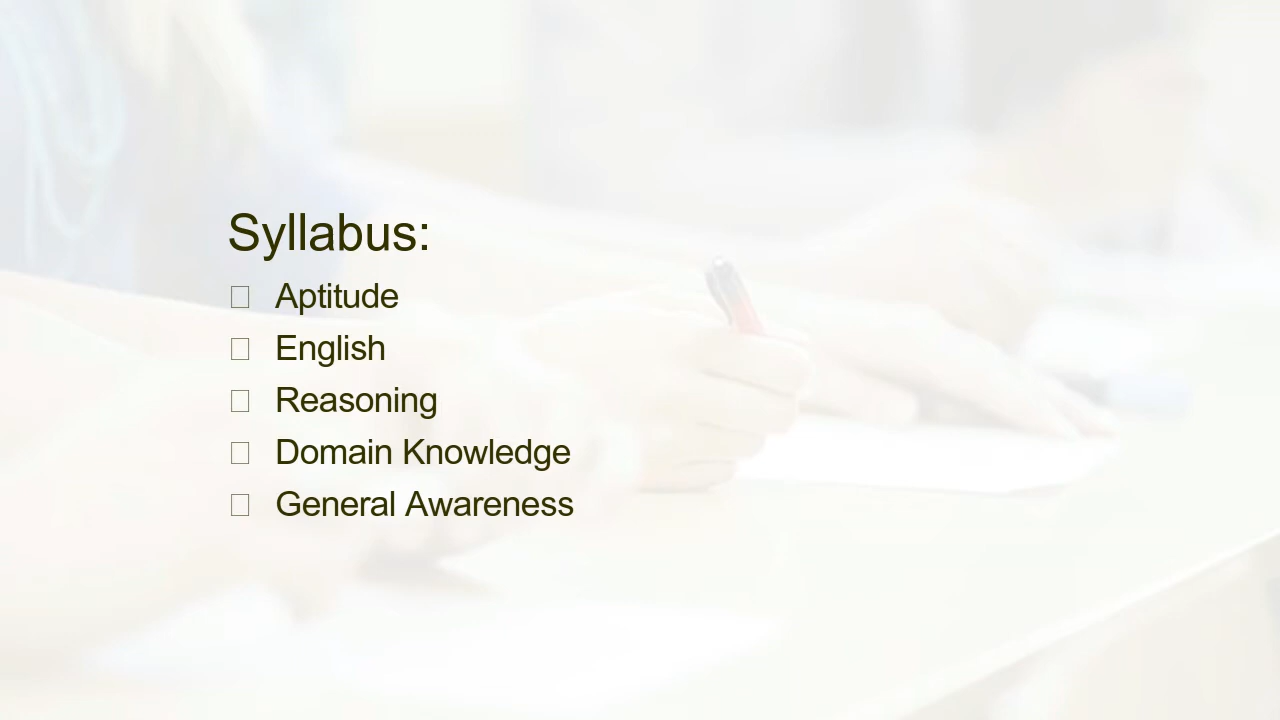 Syllabus:
Aptitude
English
Reasoning
Domain Knowledge
General Awareness